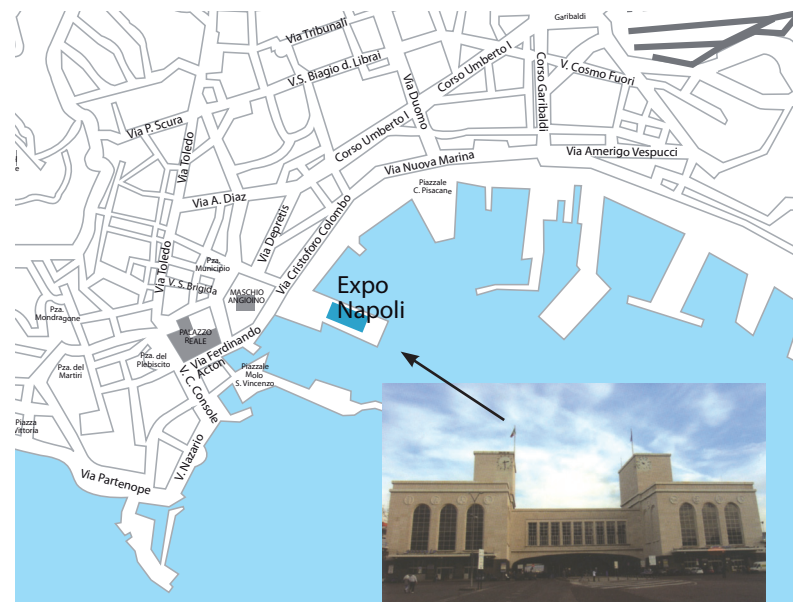 Garibaldi
Via Tribunali
Corso Umberto I
V.S. Biagio d. Librai
V. Cosmo Fuori
Via Duomo
Corso Garibaldi
Via P. Scura
Via Toledo
Corso Umberto I
Via Nuova Marina
Via Amerigo Vespucci
Piazzale
C. Pisacane
Via A. Diaz
Via Depretis
Via Cristoforo Colombo
Via Toledo
Pza.
Municipio
V. S. Brigida
MASCHIO
ANGIOINO
Expo
Napoli
Pza.
Mondragone
PALAZZO
REALE
Via Ferdinando
Acton
Pza. del
Plebiscito
Pza. del
Martiri
Piazzale
Molo
S. Vincenzo
V. C. Console
Piazza
V. Nazario
Via Partenope